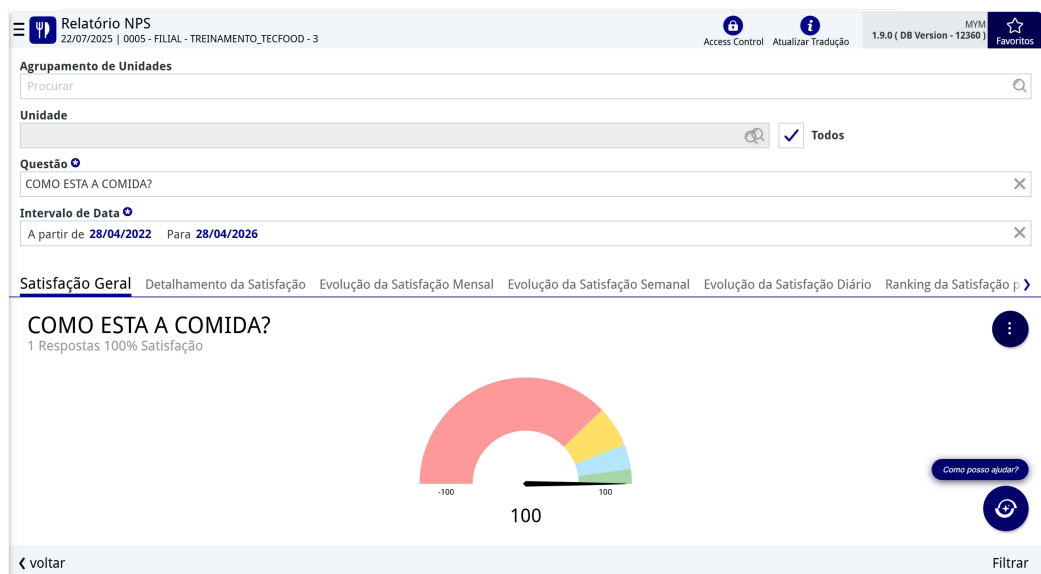 Relatório NPS
22/07/2025 | 0005 - FILIAL - TREINAMENTO_TECFOOD - 3
Access Control
Atualizar Tradução
MYM
1.9.0 ( DB Version - 12360 )
Favoritos
Agrupamento de Unidades
Procurar
Unidade
Todos
Questão
COMO ESTA A COMIDA?
Intervalo de Data
A partir de 28/04/2022 Para 28/04/2026
Satisfação Geral Detalhamento da Satisfação Evolução da Satisfação Mensal Evolução da Satisfação Semanal Evolução da Satisfação Diário Ranking da Satisfação p
COMO ESTA A COMIDA?
1 Respostas 100% Satisfação
-100 100
100
Como posso ajudar?
voltar
Filtrar